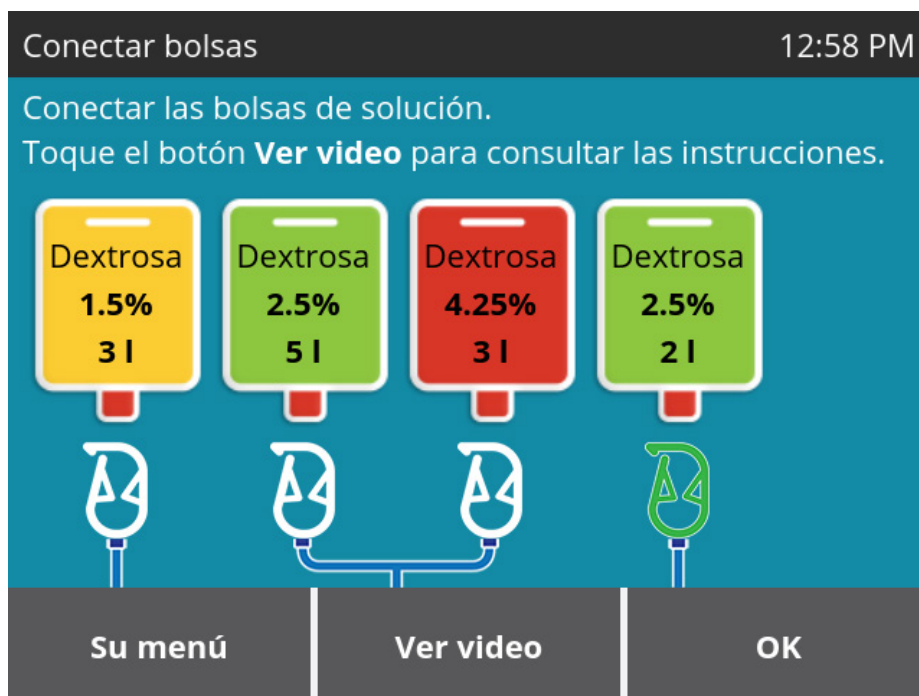 Conectar bolsas 12:58 PM
Conectar las bolsas de solución.
Toque el botón Ver video para consultar las instrucciones.
Dextrosa Dextrosa Dextrosa Dextrosa
1.5% 2.5% 4.25% 2.5%
3 l 5 l 3 l 2 l
Su menú Ver video OK